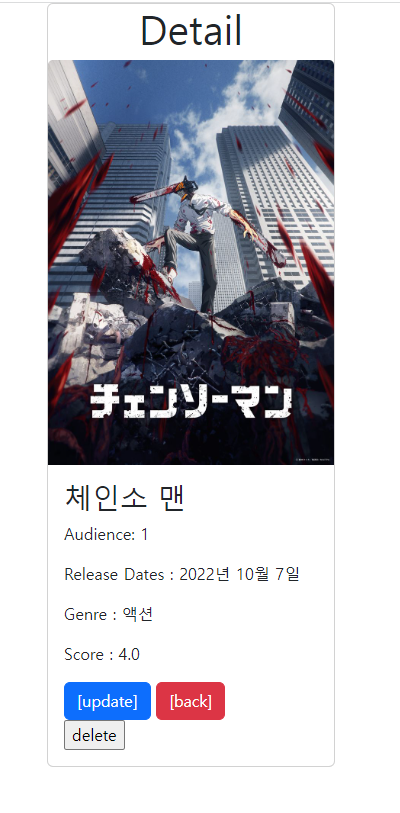 Detail
チェンソーマン
체인소 맨
Audience: 1
Release Dates : 2022년 10월 7일
Genre : 액션
Score : 4.0
[update] [back]
delete